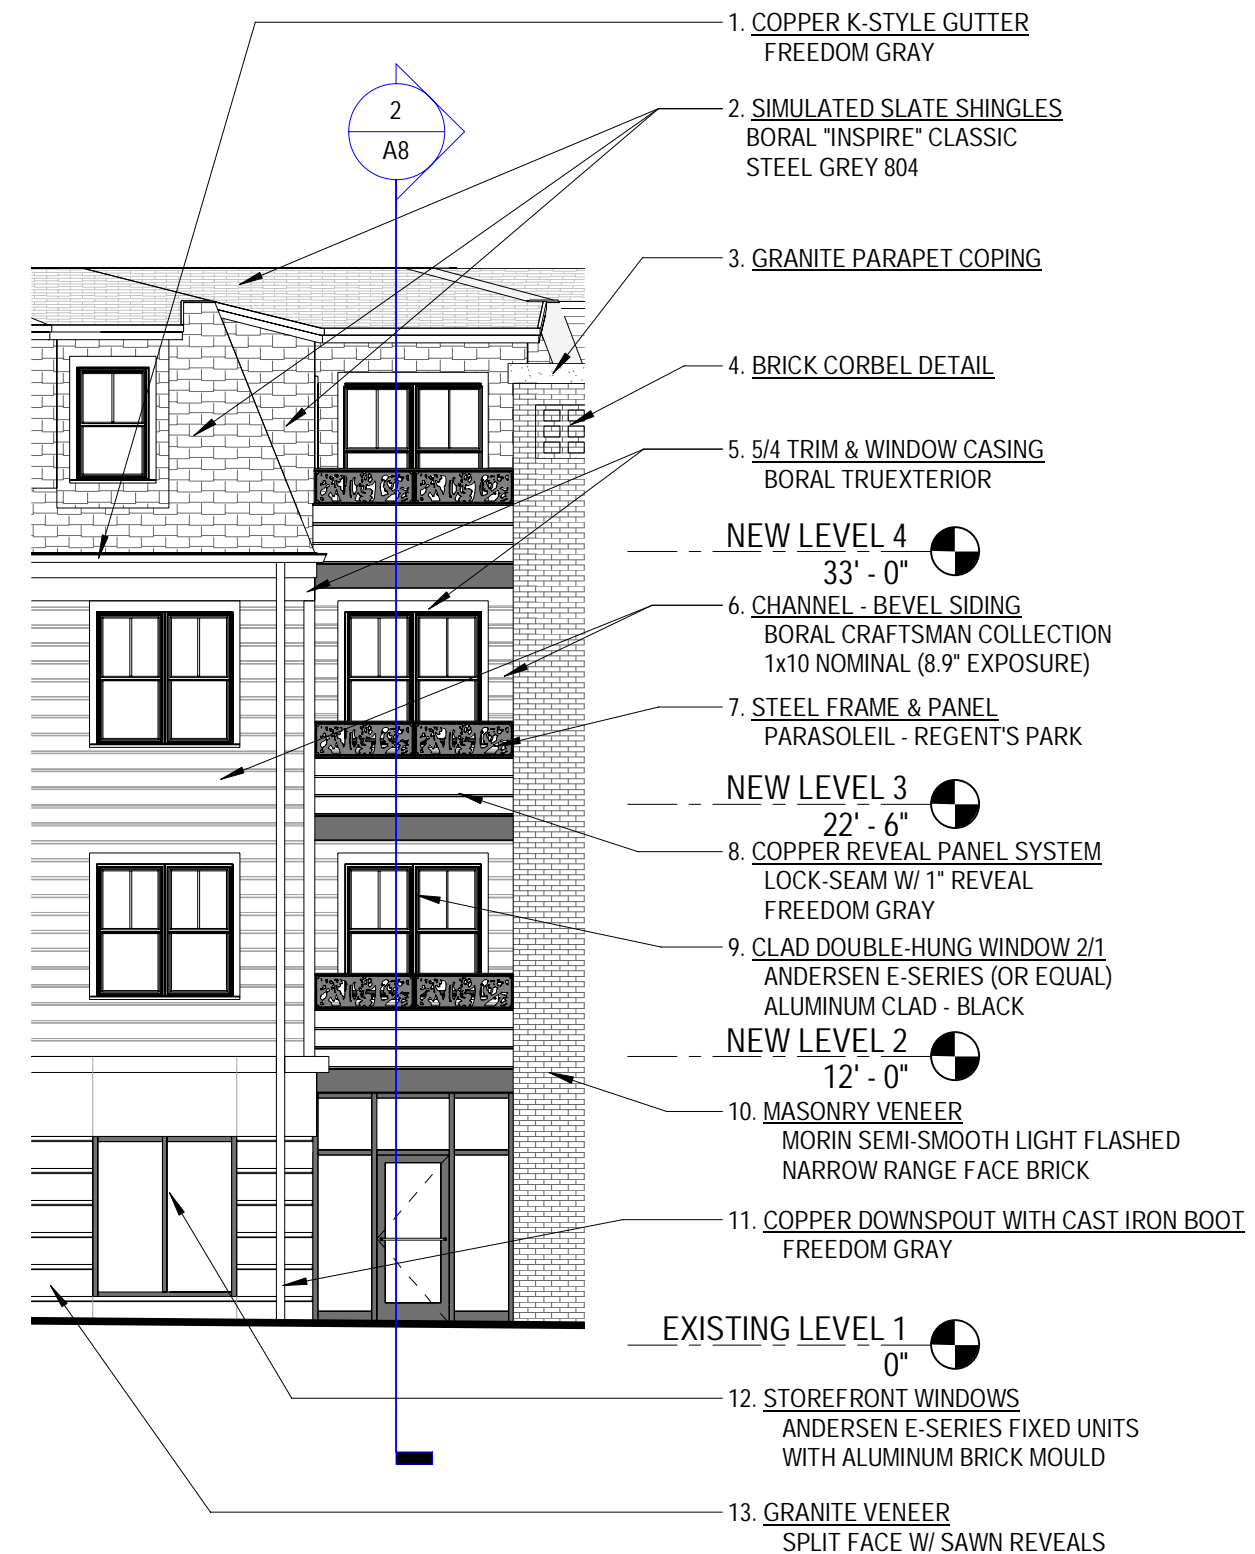 1. COPPER K-STYLE GUTTER
FREEDOM GRAY
2
A8
2. SIMULATED SLATE SHINGLES
BORAL "INSPIRE" CLASSIC
STEEL GREY 804
3. GRANITE PARAPET COPING
4. BRICK CORBEL DETAIL
5. 5/4 TRIM & WINDOW CASING
BORAL TRUEXTERIOR
NEW LEVEL 4
33' - 0"
6. CHANNEL - BEVEL SIDING
BORAL CRAFTSMAN COLLECTION
1x10 NOMINAL (8.9" EXPOSURE)
7. STEEL FRAME & PANEL
PARASOLEIL - REGENT'S PARK
NEW LEVEL 3
22' - 6"
8. COPPER REVEAL PANEL SYSTEM
LOCK-SEAM W/ 1" REVEAL
FREEDOM GRAY
9. CLAD DOUBLE-HUNG WINDOW 2/1
ANDERSEN E-SERIES (OR EQUAL)
ALUMINUM CLAD - BLACK
NEW LEVEL 2
12' - 0"
10. MASONRY VENEER
MORIN SEMI-SMOOTH LIGHT FLASHED
NARROW RANGE FACE BRICK
11. COPPER DOWNSPOUT WITH CAST IRON BOOT
FREEDOM GRAY
EXISTING LEVEL 1
0"
12. STOREFRONT WINDOWS
ANDERSEN E-SERIES FIXED UNITS
WITH ALUMINUM BRICK MOULD
13. GRANITE VENEER
SPLIT FACE W/ SAWN REVEALS